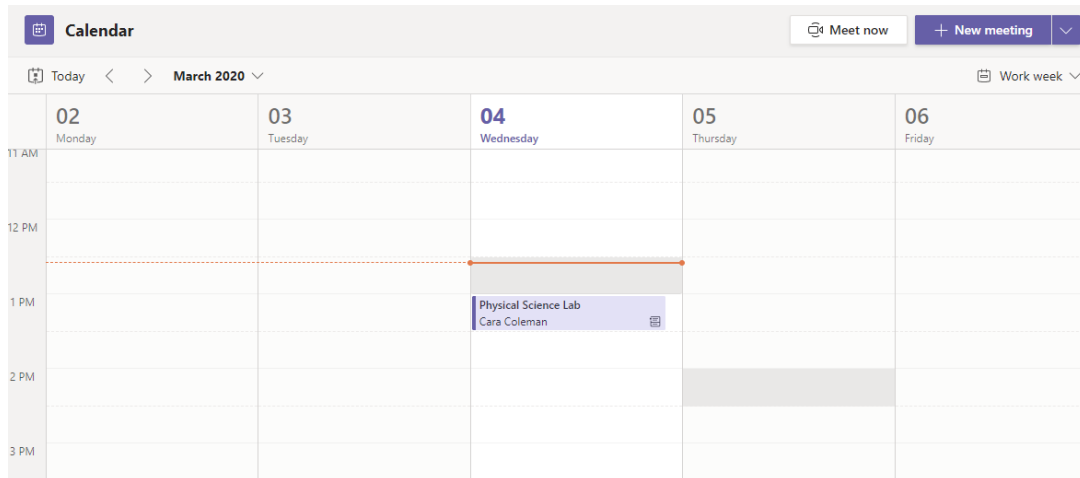 Calendar
Meet now
+ New meeting
Today
March 2020
Work week
02
Monday
03
Tuesday
04
Wednesday
05
Thursday
06
Friday
11 AM
12 PM
1 PM
Physical Science Lab
Cara Coleman
2 PM
3 PM